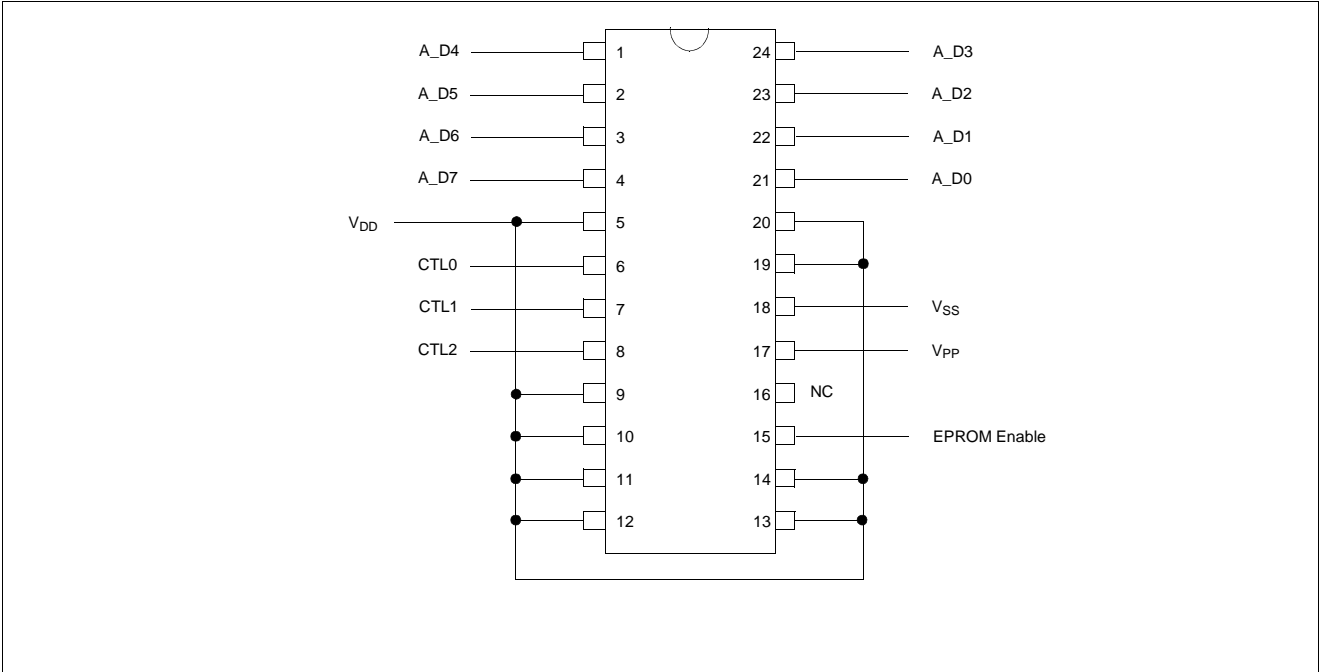 A_D4 1 24 A_D3
A_D5 2 23 A_D2
A_D6 3 22 A_D1
A_D7 4 21 A_D0
VDD 5 20
CTL0 6 19
CTL1 7 18 VSS
CTL2 8 17 VPP
9 16 NC
10 15 EPROM Enable
11 14
12 13